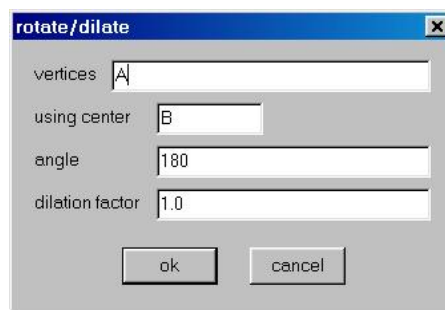 rotate/dilate
vertices A
using center B
angle 180
dilation factor 1.0
ok cancel